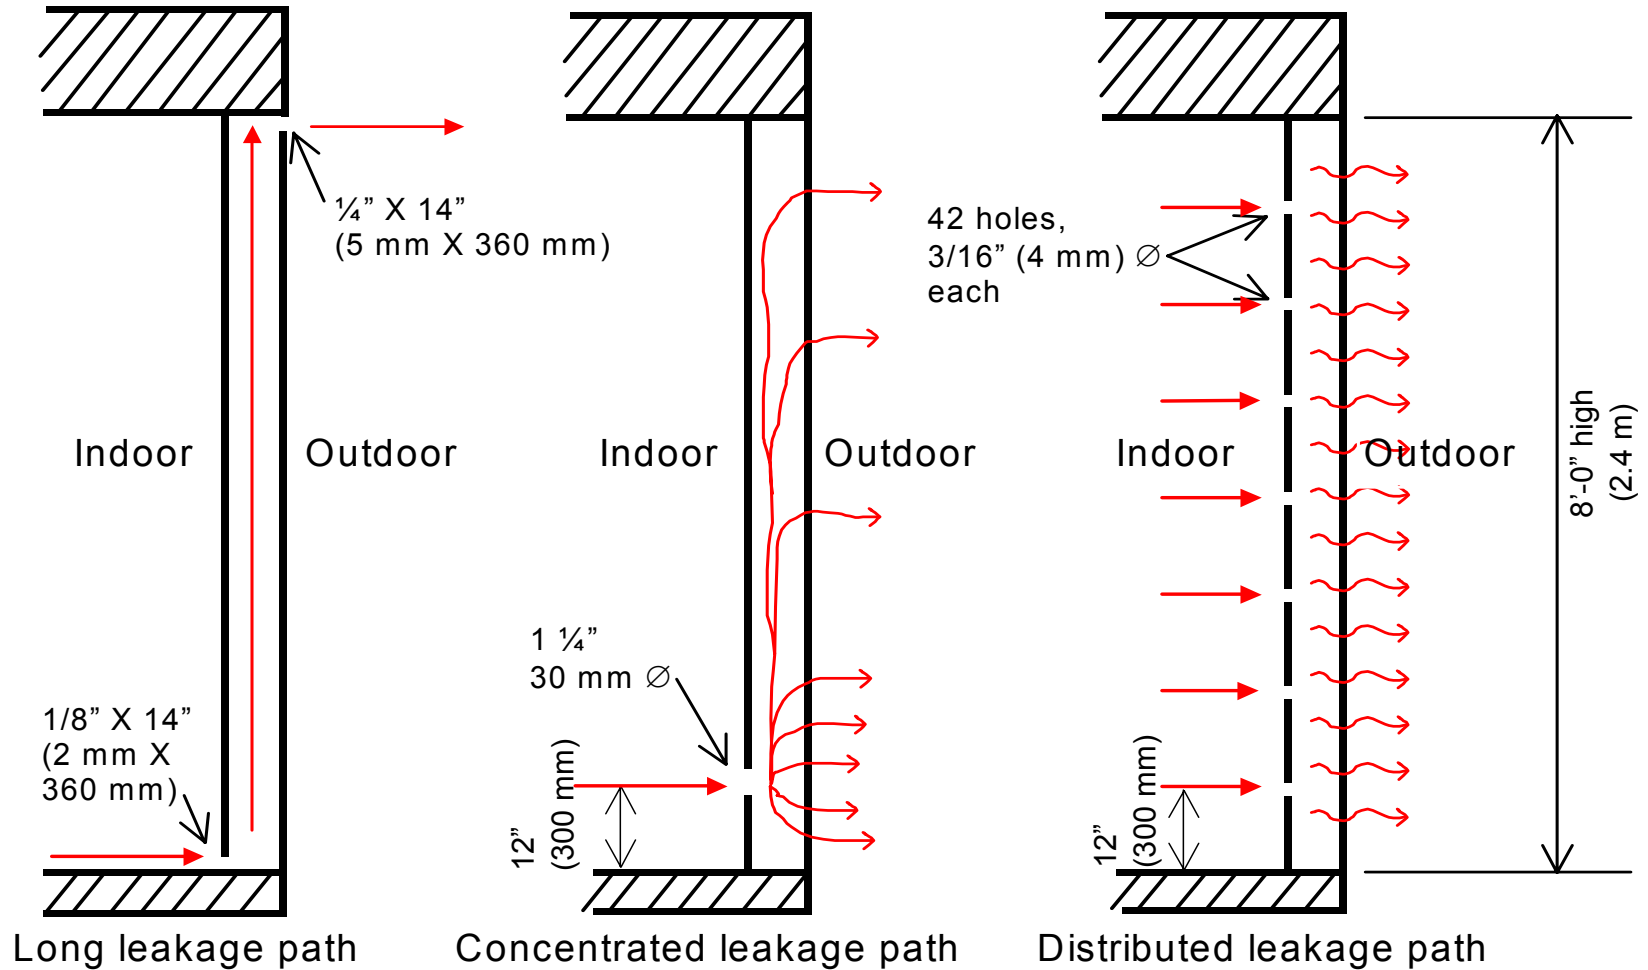 ¼” X 14”
(5 mm X 360 mm)
Indoor
Outdoor
1/8” X 14”
(2 mm X
360 mm)
Long leakage path
Indoor
Outdoor
1 ¼”
30 mm ∅
12”
(300 mm)
Concentrated leakage path
42 holes,
3/16” (4 mm) ∅
each
Indoor
Outdoor
12”
(300 mm)
8’-0” high
(2.4 m)
Distributed leakage path